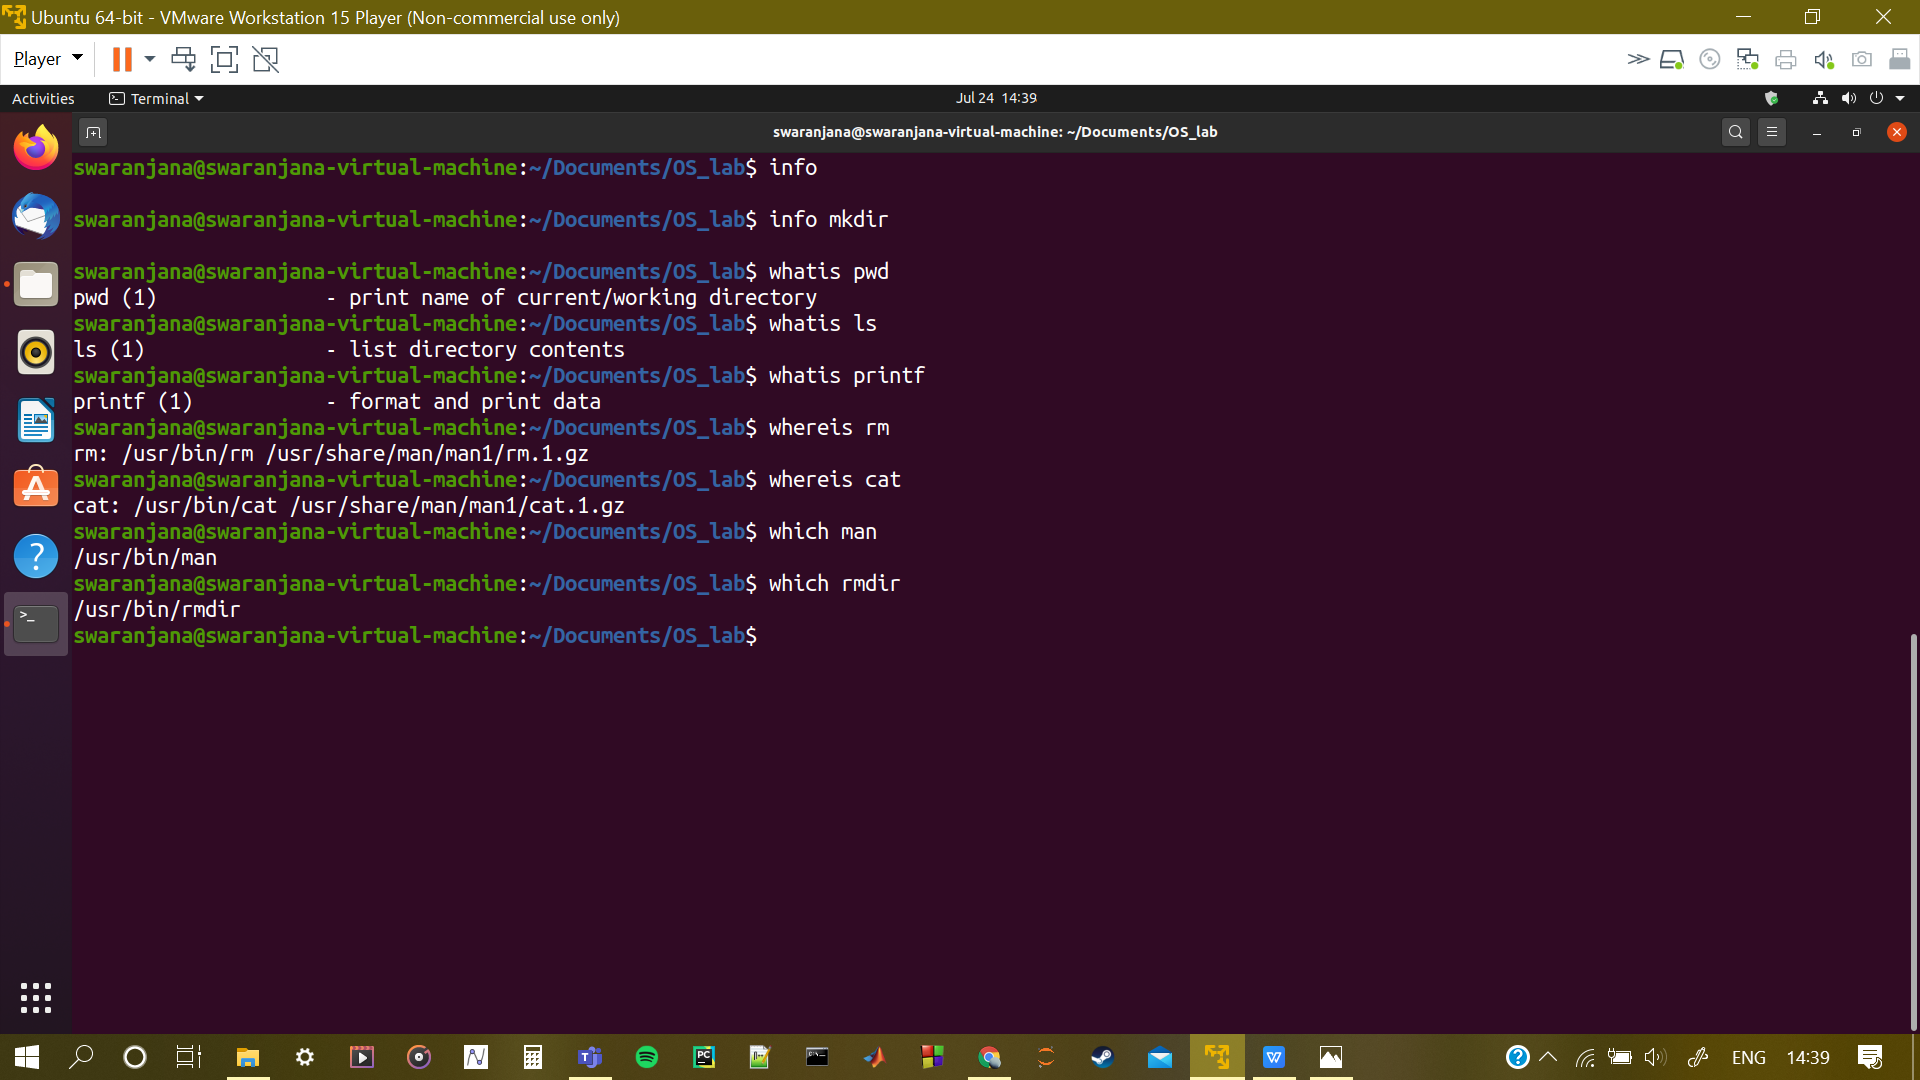 Ubuntu 64-bit - VMware Workstation 15 Player (Non-commercial use only)
Player
Activities Terminal Jul 24 14:39
swaranjana@swaranjana-virtual-machine: ~/Documents/OS_lab
swaranjana@swaranjana-virtual-machine:~/Documents/OS_lab$ info
swaranjana@swaranjana-virtual-machine:~/Documents/OS_lab$ info mkdir
swaranjana@swaranjana-virtual-machine:~/Documents/OS_lab$ whatis pwd
pwd (1)              - print name of current/working directory
swaranjana@swaranjana-virtual-machine:~/Documents/OS_lab$ whatis ls
ls (1)               - list directory contents
swaranjana@swaranjana-virtual-machine:~/Documents/OS_lab$ whatis printf
printf (1)           - format and print data
swaranjana@swaranjana-virtual-machine:~/Documents/OS_lab$ whereis rm
rm: /usr/bin/rm /usr/share/man/man1/rm.1.gz
swaranjana@swaranjana-virtual-machine:~/Documents/OS_lab$ whereis cat
cat: /usr/bin/cat /usr/share/man/man1/cat.1.gz
swaranjana@swaranjana-virtual-machine:~/Documents/OS_lab$ which man
/usr/bin/man
swaranjana@swaranjana-virtual-machine:~/Documents/OS_lab$ which rmdir
/usr/bin/rmdir
swaranjana@swaranjana-virtual-machine:~/Documents/OS_lab$
ENG 14:39